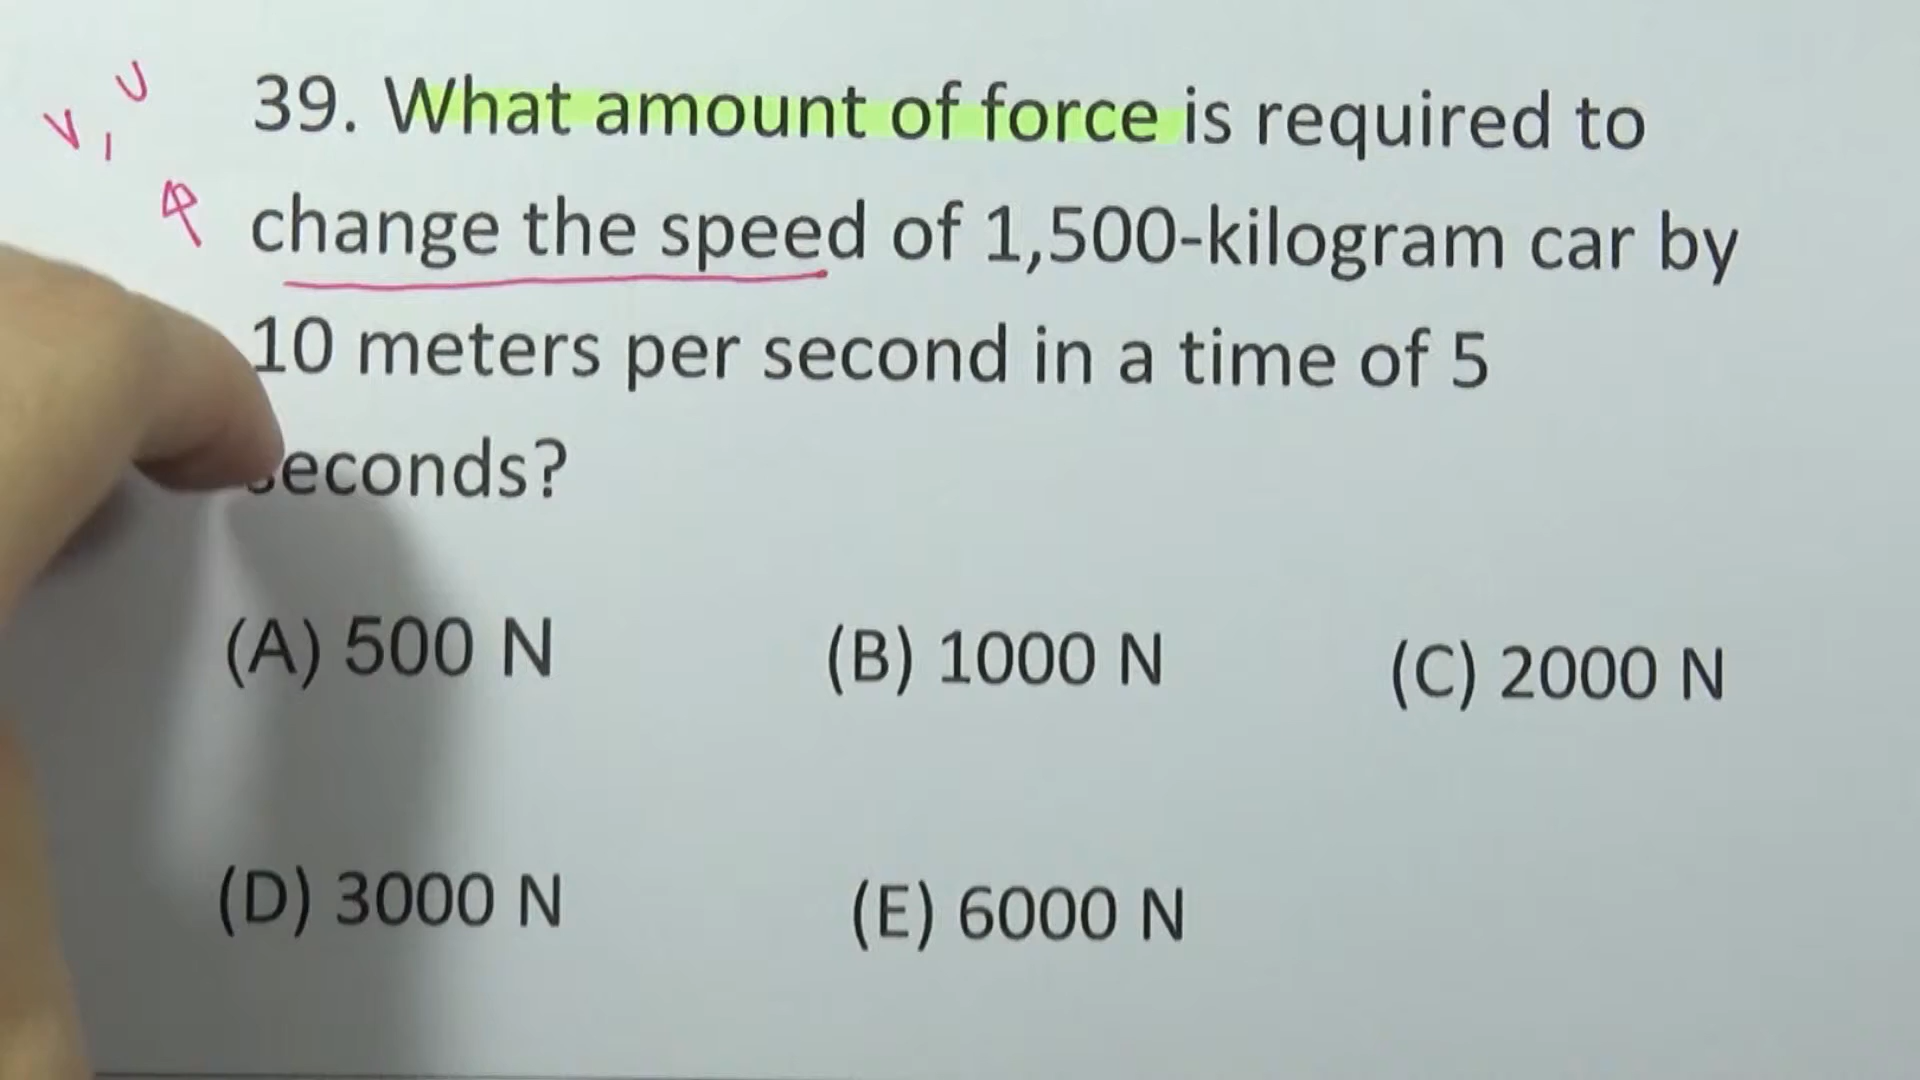 v, u
39. What amount of force is required to
change the speed of 1,500-kilogram car by
10 meters per second in a time of 5
seconds?
(A) 500 N (B) 1000 N (C) 2000 N
(D) 3000 N (E) 6000 N